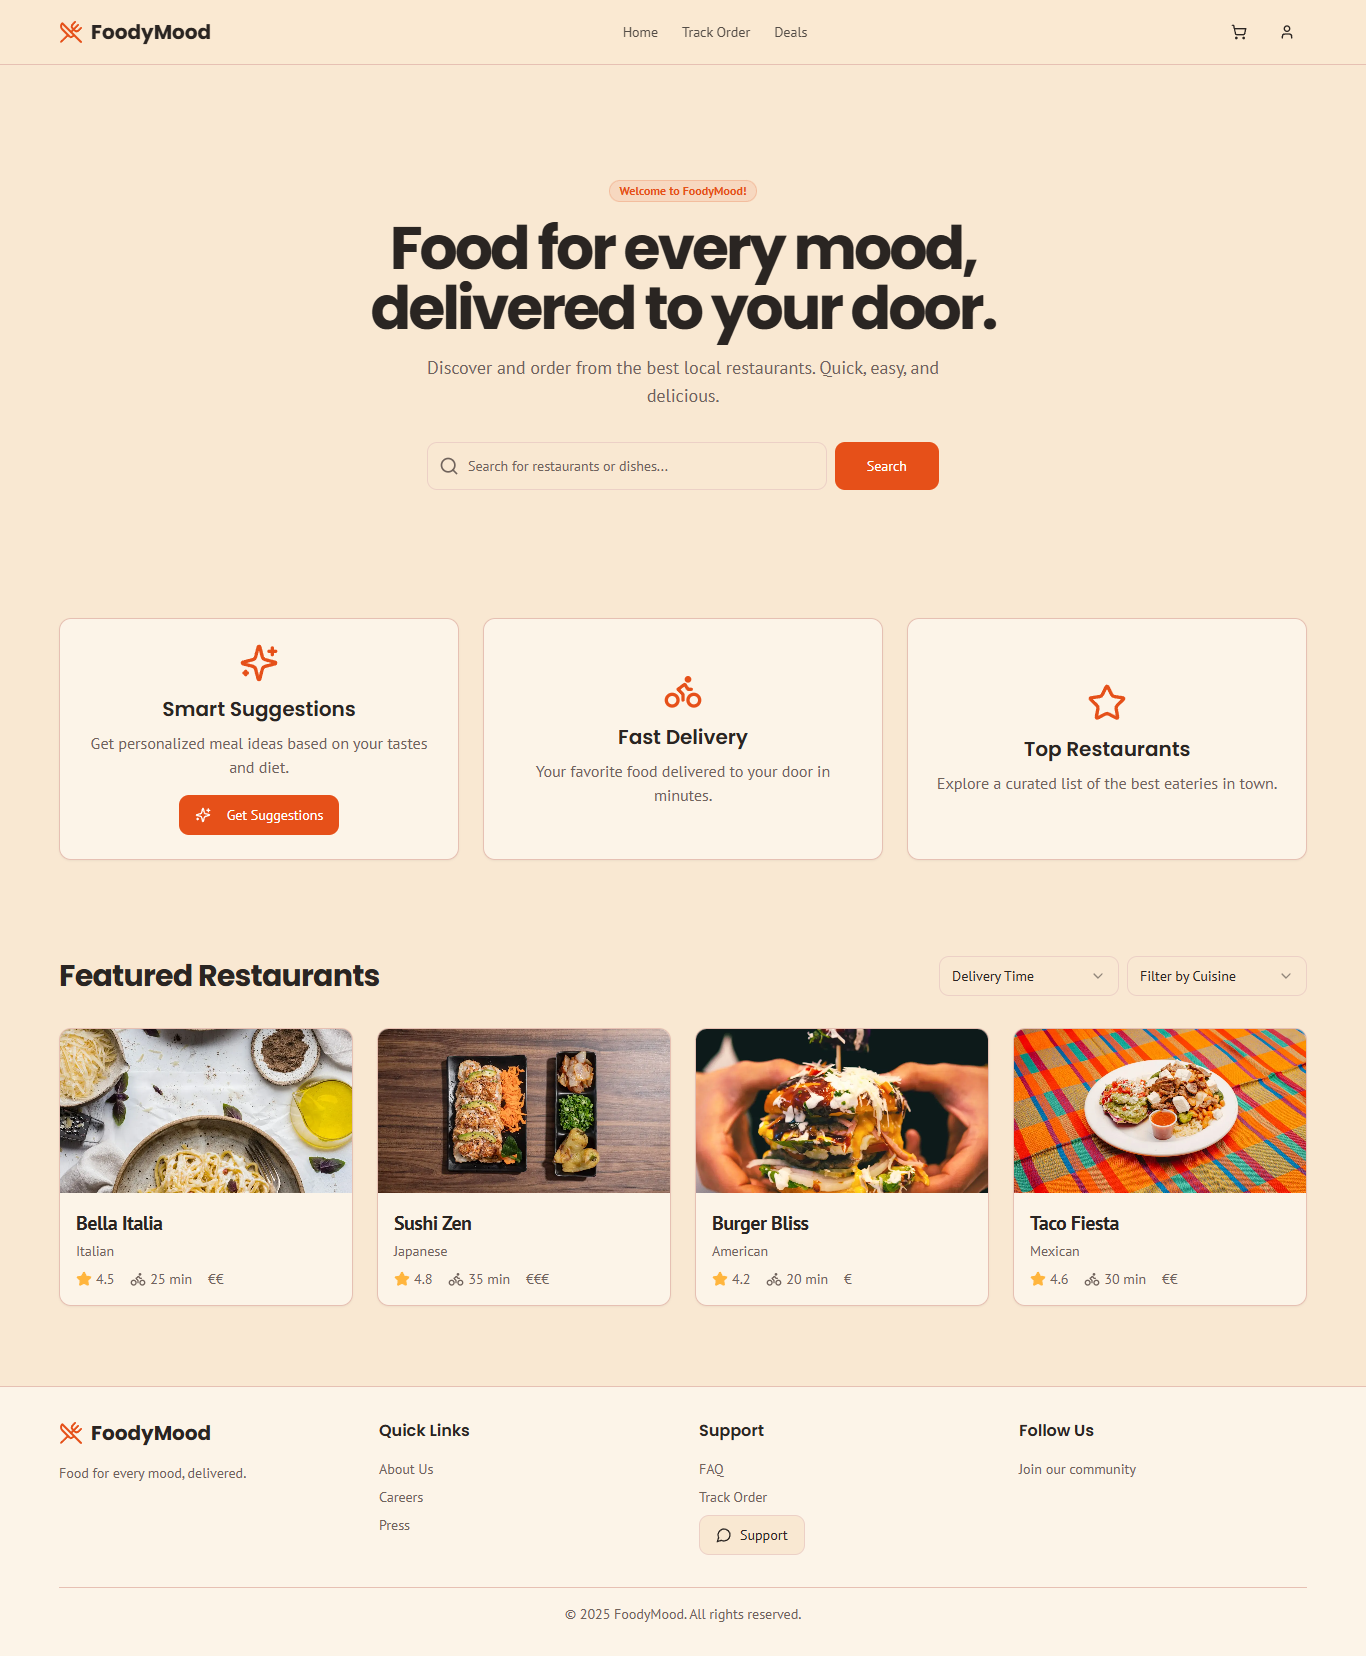 FoodyMood
Home
Track Order
Deals
Welcome to FoodyMood!
Food for every mood,
delivered to your door.
Discover and order from the best local restaurants. Quick, easy, and
delicious.
Search for restaurants or dishes...
Search
Smart Suggestions
Get personalized meal ideas based on your tastes
and diet.
Get Suggestions
Fast Delivery
Your favorite food delivered to your door in
minutes.
Top Restaurants
Explore a curated list of the best eateries in town.
Featured Restaurants
Delivery Time
Filter by Cuisine
Bella Italia
Italian
4.5 25 min €€
Sushi Zen
Japanese
4.8 35 min €€€
Burger Bliss
American
4.2 20 min €
Taco Fiesta
Mexican
4.6 30 min €€
FoodyMood
Food for every mood, delivered.
Quick Links
About Us
Careers
Press
Support
FAQ
Track Order
Support
Follow Us
Join our community
© 2025 FoodyMood. All rights reserved.